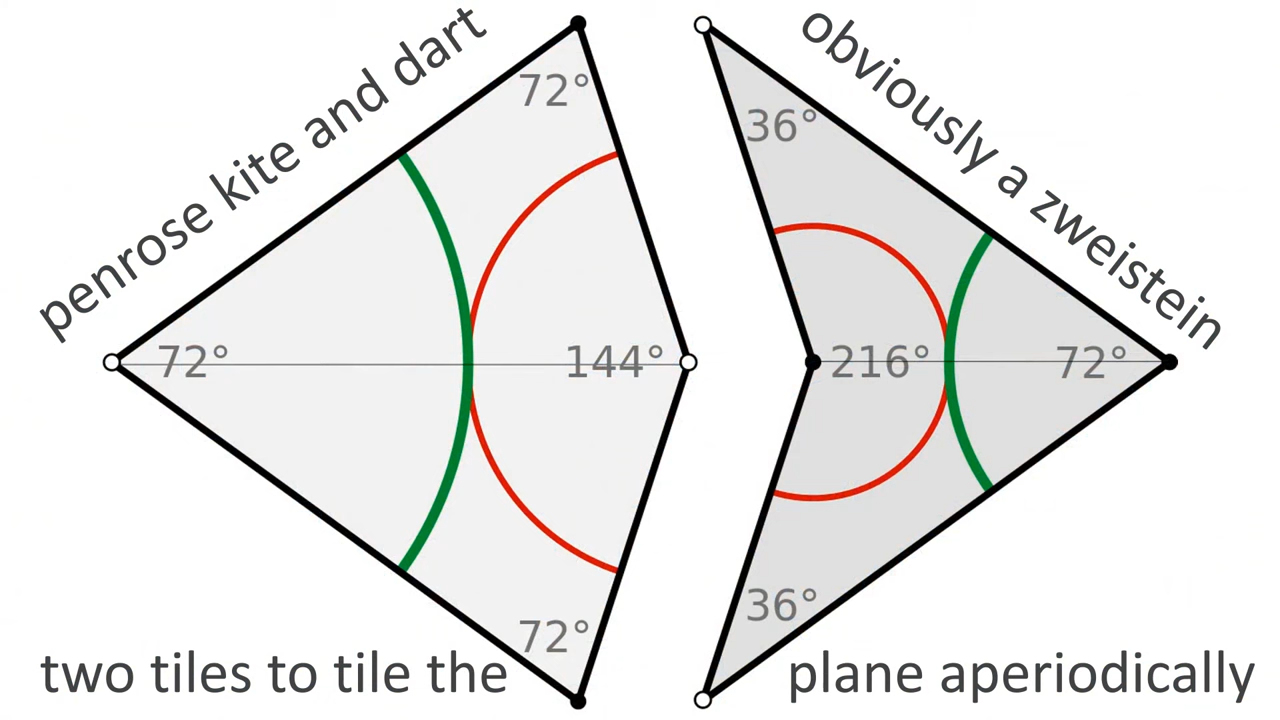 penrose kite and dart
obviously a zweistein
72°
36°
72°
144°
216°
72°
36°
72°
two tiles to tile the
plane aperiodically